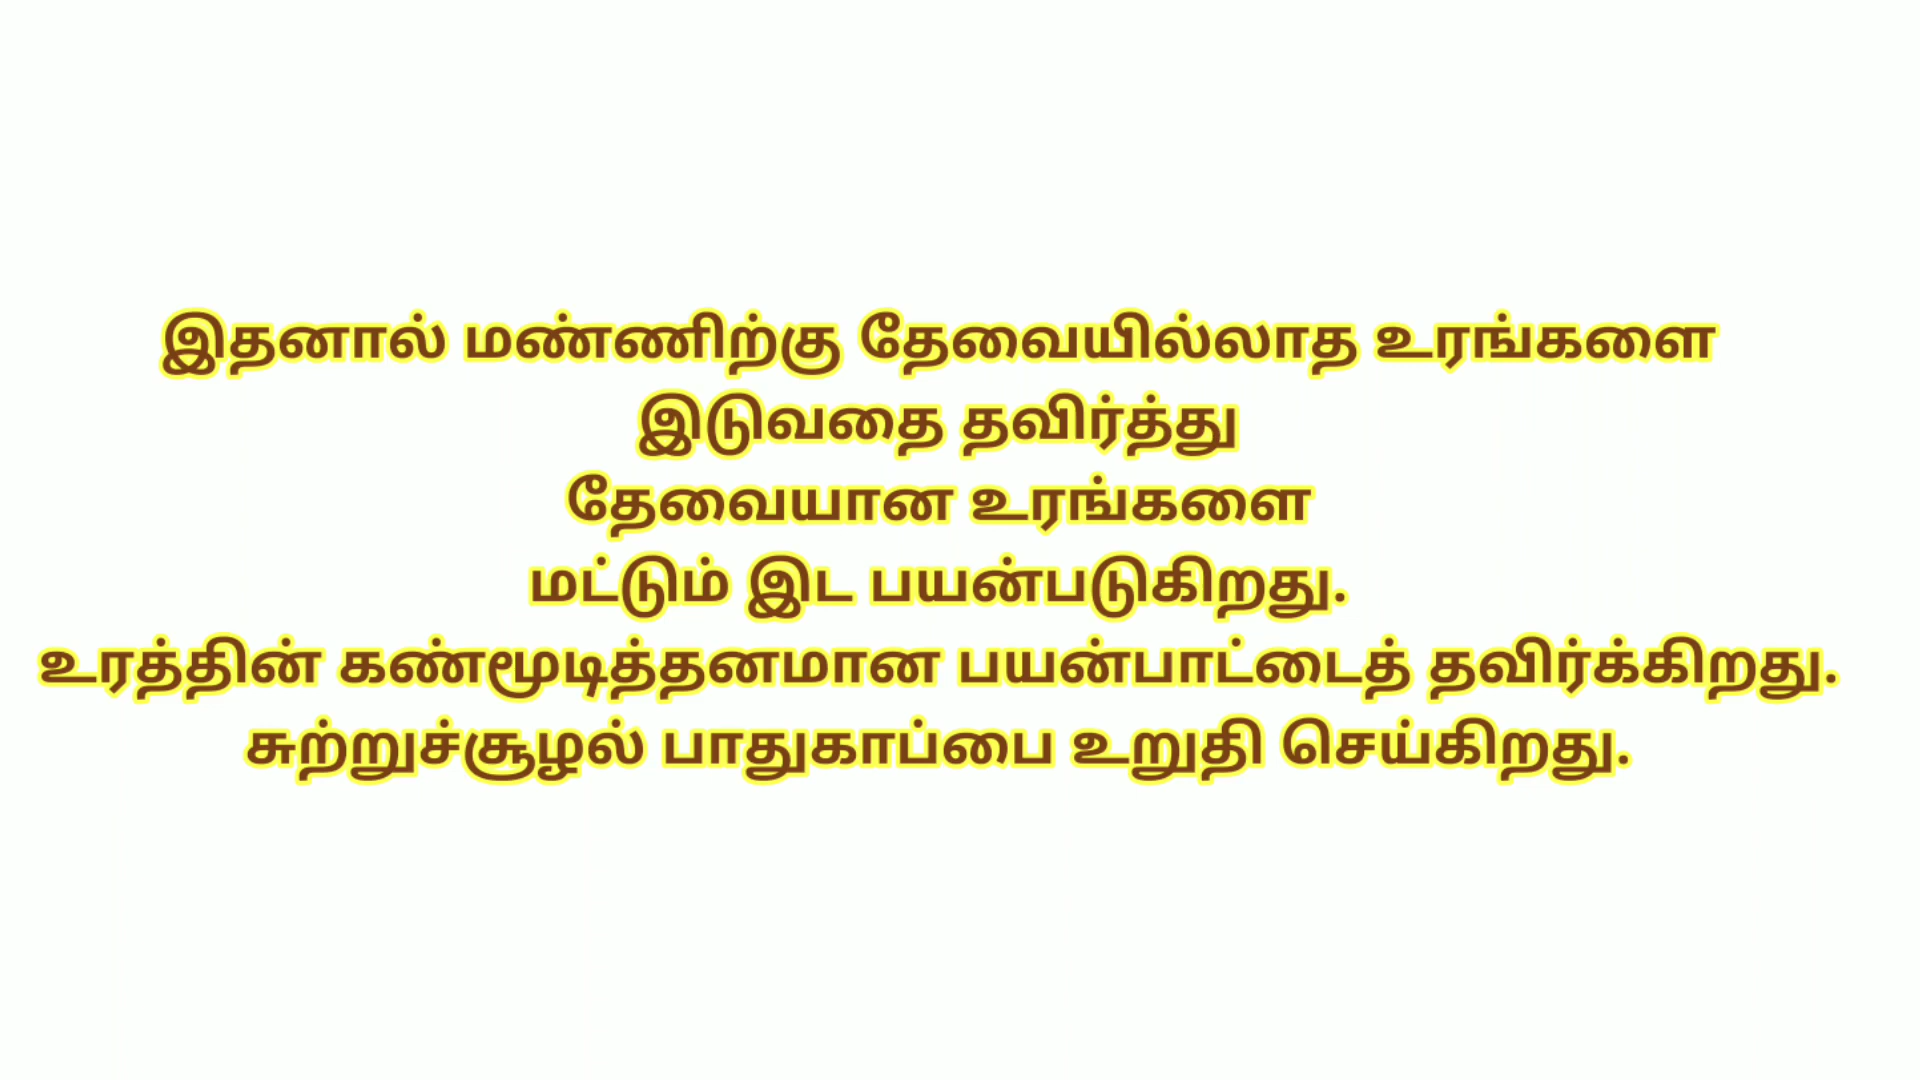 இதனால் மண்ணிற்கு தேவையில்லாத உரங்களை
இடுவதை தவிர்த்து
தேவையான உரங்களை
மட்டும் இட பயன்படுகிறது.
உரத்தின் கண்மூடித்தனமான பயன்பாட்டைத் தவிர்க்கிறது.
சுற்றுச்சூழல் பாதுகாப்பை உறுதி செய்கிறது.